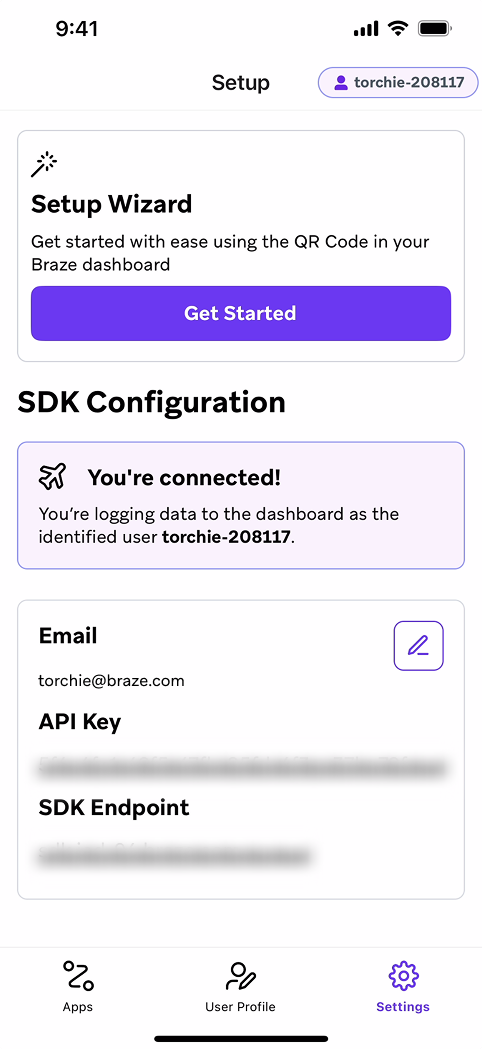 9:41
Setup
torchie-208117
Setup Wizard
Get started with ease using the QR Code in your
Braze dashboard
Get Started
SDK Configuration
You're connected!
You’re logging data to the dashboard as the
identified user torchie-208117.
Email
torchie@braze.com
API Key
SDK Endpoint
Apps
User Profile
Settings